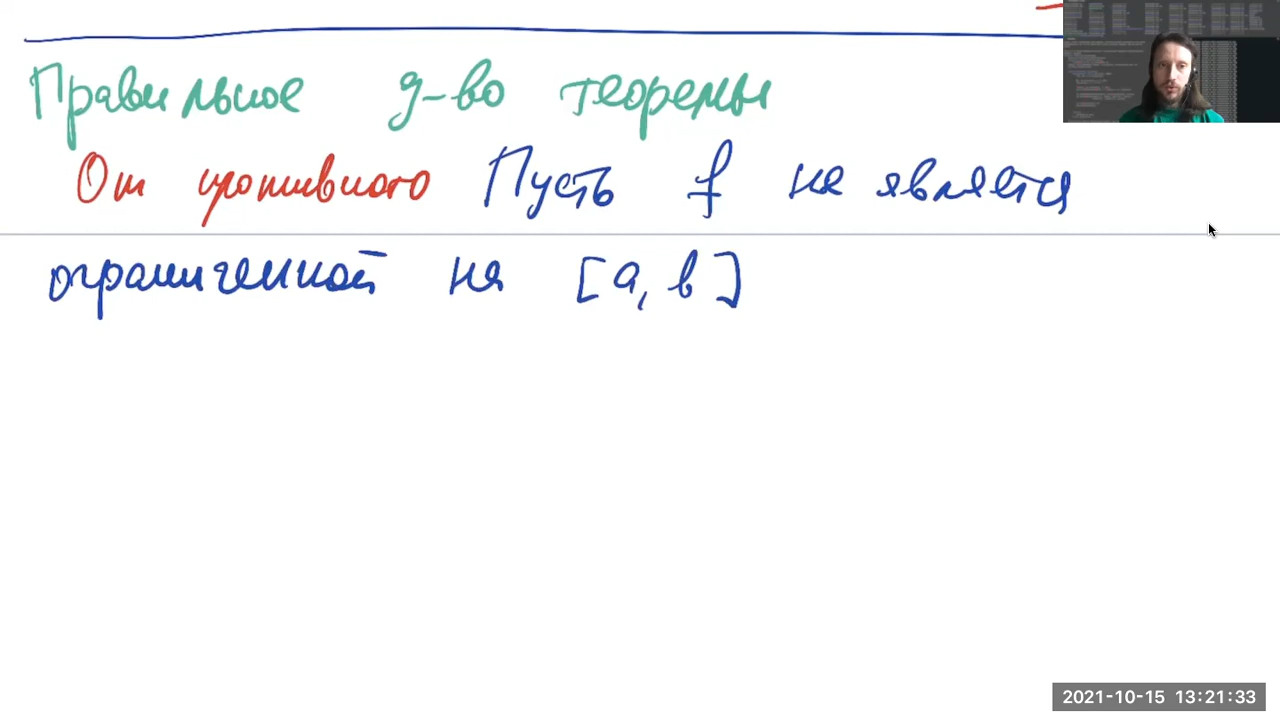 Правильное д-во теоремы
От противного Пусть f не является
ограниченной на [a, b]
2021-10-15 13:21:33